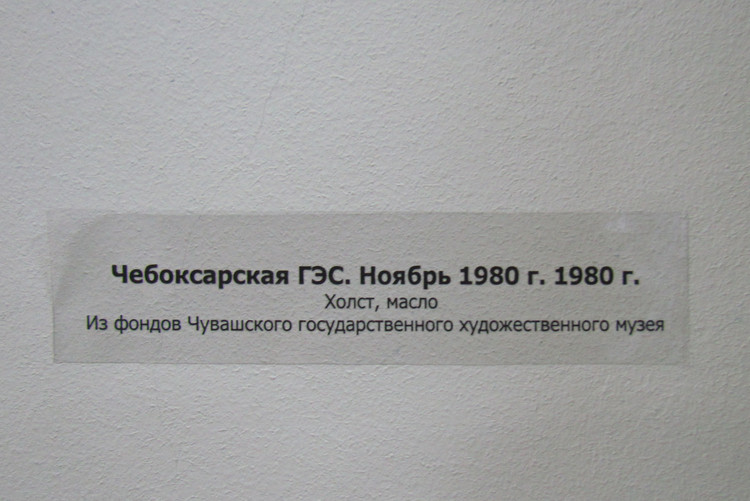 Чебоксарская ГЭС. Ноябрь 1980 г. 1980 г.
Холст, масло
Из фондов Чувашского государственного художественного музея